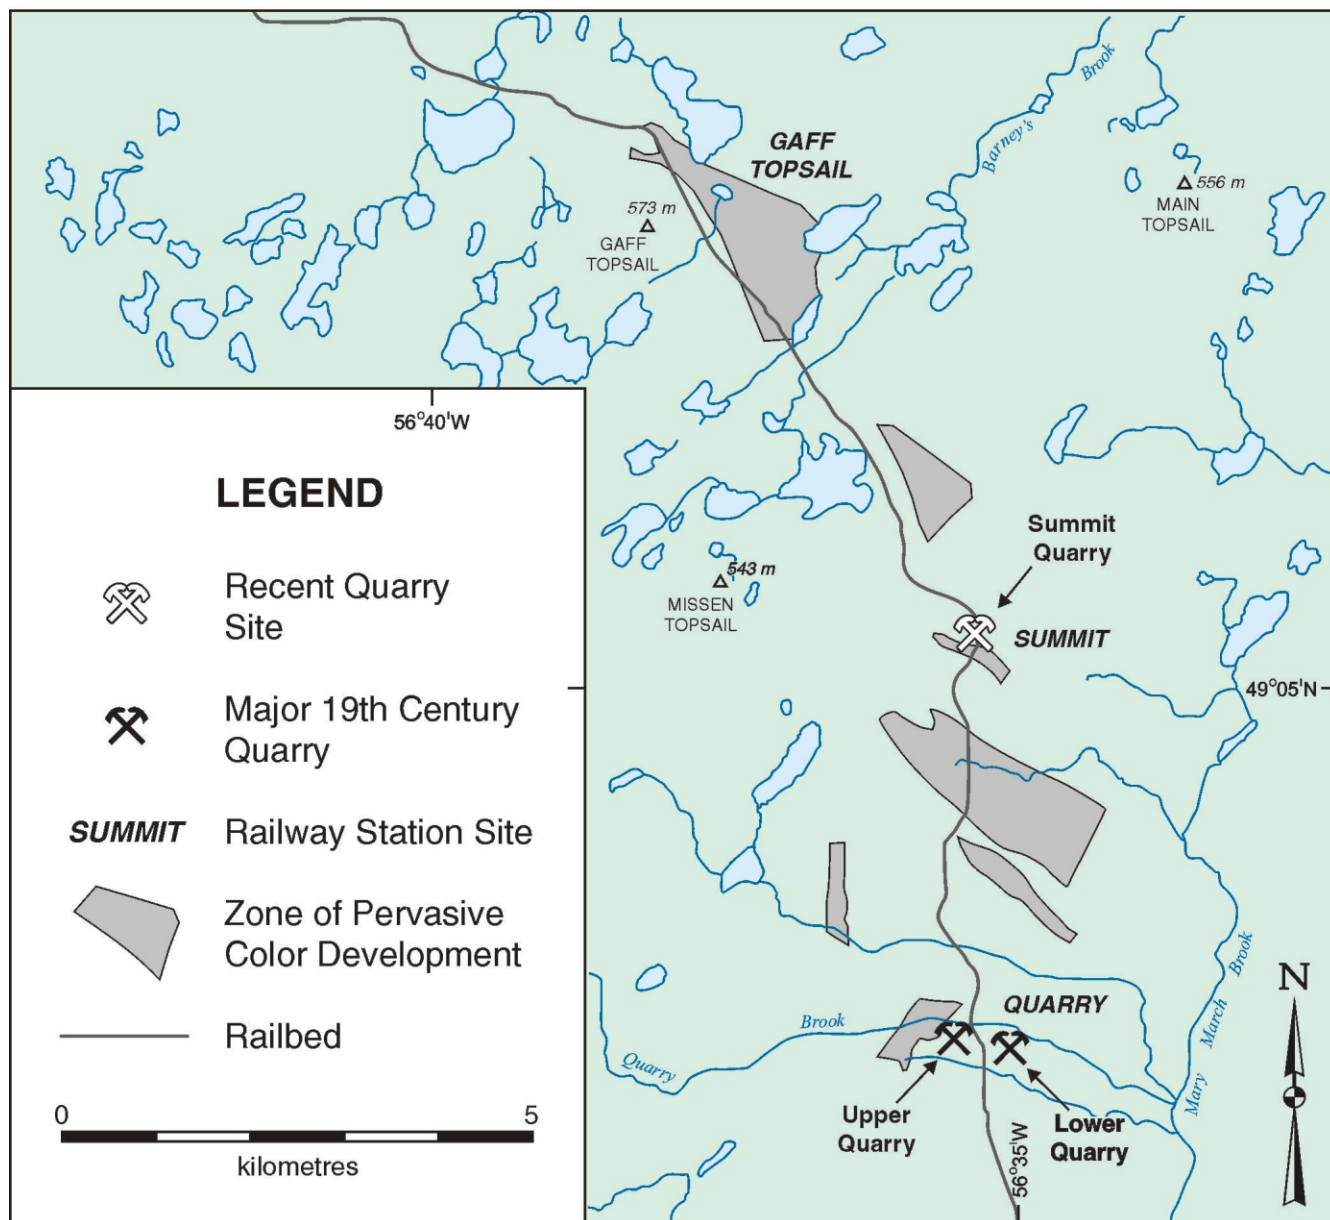 Barney's Brook
GAFF
TOPSAIL
573 m
GAFF
TOPSAIL
556 m
MAIN
TOPSAIL
56°40'W
LEGEND
Recent Quarry
Site
Major 19th Century
Quarry
SUMMIT Railway Station Site
Zone of Pervasive
Color Development
Railbed
0 5
kilometres
Summit
Quarry
543 m
MISSEN
TOPSAIL
SUMMIT
49°05'N
QUARRY
Quarry Brook
Mary March Brook
N
Upper
Quarry
Lower
Quarry
56°35'W